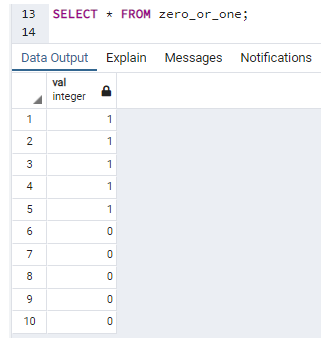 13 SELECT * FROM zero_or_one;
14
Data Output Explain Messages Notifications
val
integer
1 1
2 1
3 1
4 1
5 1
6 0
7 0
8 0
9 0
10 0